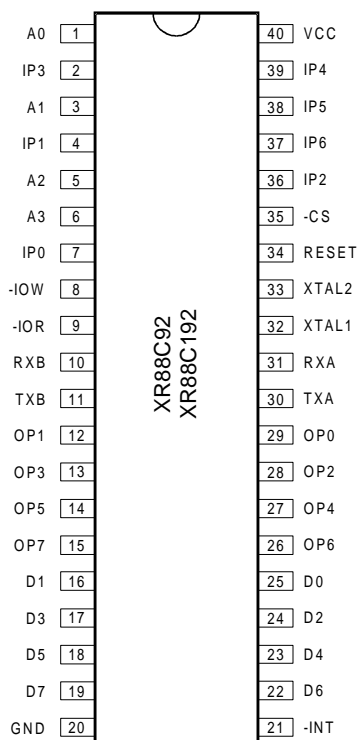 A0 1 40 VCC
IP3 2 39 IP4
A1 3 38 IP5
IP1 4 37 IP6
A2 5 36 IP2
A3 6 35 -CS
IP0 7 34 RESET
-IOW 8 33 XTAL2
-IOR 9 32 XTAL1
RXB 10 31 RXA
TXB 11 30 TXA
OP1 12 29 OP0
OP3 13 28 OP2
OP5 14 27 OP4
OP7 15 26 OP6
D1 16 25 D0
D3 17 24 D2
D5 18 23 D4
D7 19 22 D6
GND 20 21 -INT
XR88C92
XR88C192